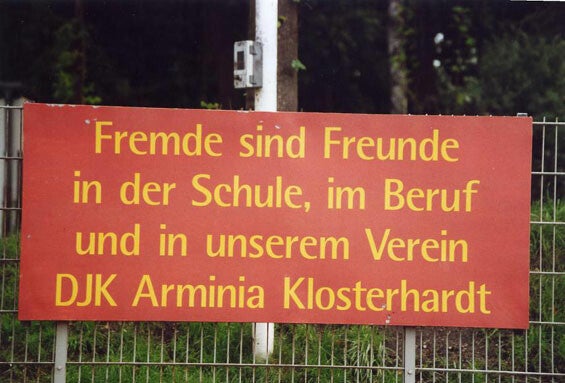 Fremde sind Freunde
in der Schule, im Beruf
und in unserem Verein
DJK Arminia Klosterhardt